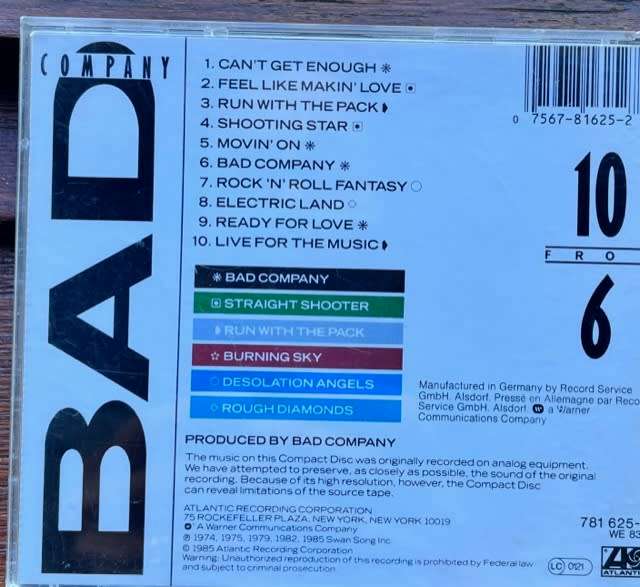 COMPANY
BAD
1. CAN'T GET ENOUGH ✳
2. FEEL LIKE MAKIN' LOVE ⊡
3. RUN WITH THE PACK ◗
4. SHOOTING STAR ⊡
5. MOVIN' ON ✳
6. BAD COMPANY ✳
7. ROCK 'N' ROLL FANTASY ○
8. ELECTRIC LAND ◇
9. READY FOR LOVE ✳
10. LIVE FOR THE MUSIC ◗
✳ BAD COMPANY
⊡ STRAIGHT SHOOTER
◗ RUN WITH THE PACK
☆ BURNING SKY
○ DESOLATION ANGELS
◇ ROUGH DIAMONDS
0 7567-81625-2
10
FRO
6
Manufactured in Germany by Record Service
GmbH. Alsdorf. Pressé en Allemagne par Reco
Service GmbH. Alsdorf. a Warner
Communications Company
PRODUCED BY BAD COMPANY
The music on this Compact Disc was originally recorded on analog equipment.
We have attempted to preserve, as closely as possible, the sound of the original
recording. Because of its high resolution, however, the Compact Disc
can reveal limitations of the source tape.
ATLANTIC RECORDING CORPORATION
75 ROCKEFELLER PLAZA, NEW YORK, NEW YORK 10019
A Warner Communications Company
℗ 1974, 1975, 1979, 1982, 1985 Swan Song Inc.
© 1985 Atlantic Recording Corporation
Warning: Unauthorized reproduction of this recording is prohibited by Federal law
and subject to criminal prosecution
781 625-
WE 83
LC 0121
ATLANTIC